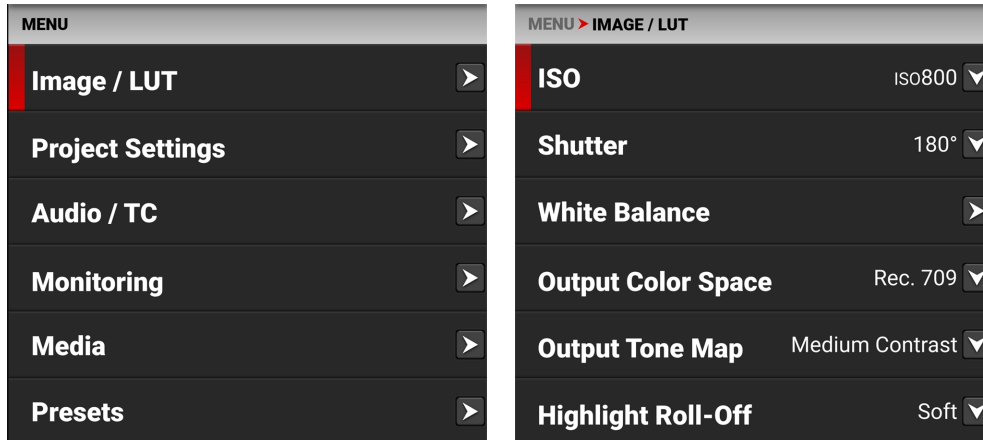 MENU
Image / LUT
Project Settings
Audio / TC
Monitoring
Media
Presets
MENU IMAGE / LUT
ISO ISO800
Shutter 180°
White Balance
Output Color Space Rec. 709
Output Tone Map Medium Contrast
Highlight Roll-Off Soft